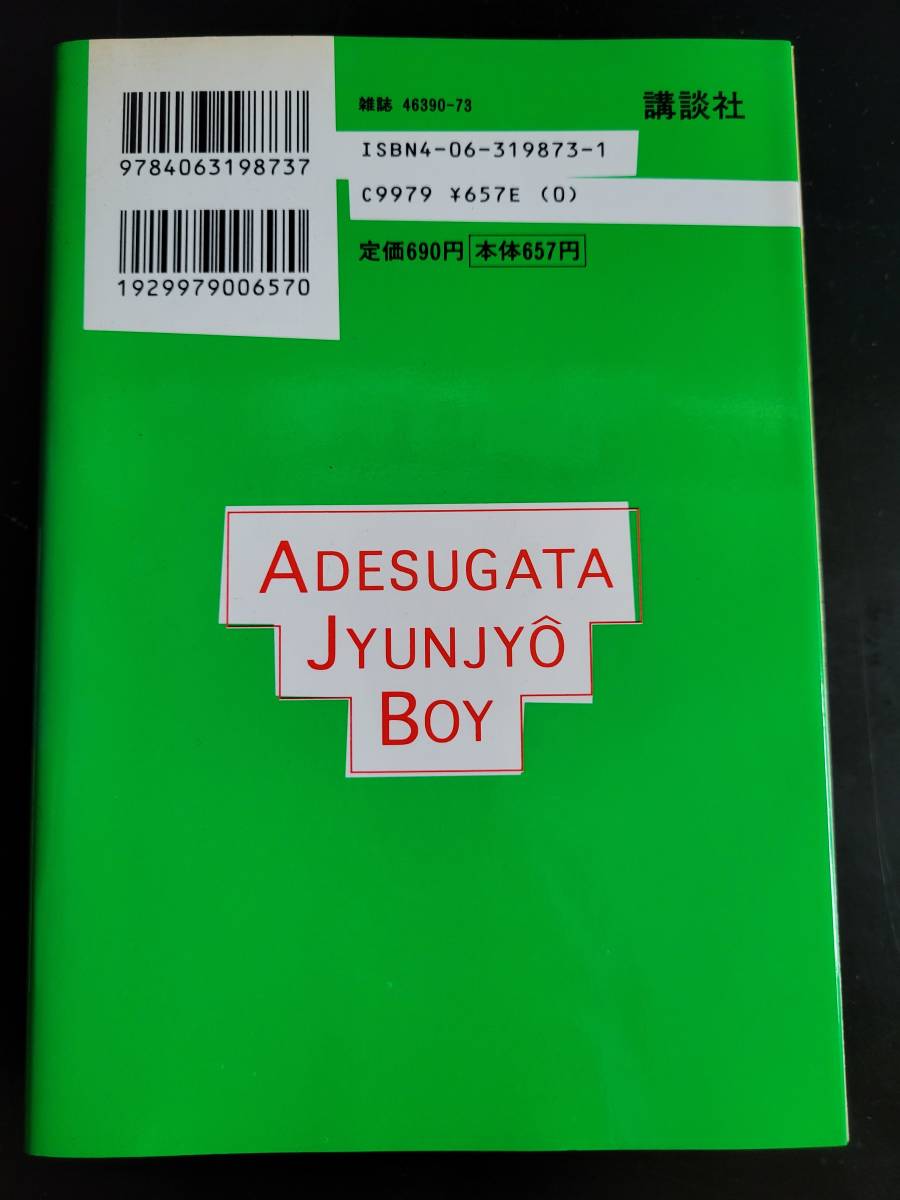 9784063198737
1929979006570
雑誌 46390-73
講談社
ISBN4-06-319873-1
C9979 ¥657E (0)
定価690円 本体657円
ADESUGATA
JYUNJYÔ
BOY